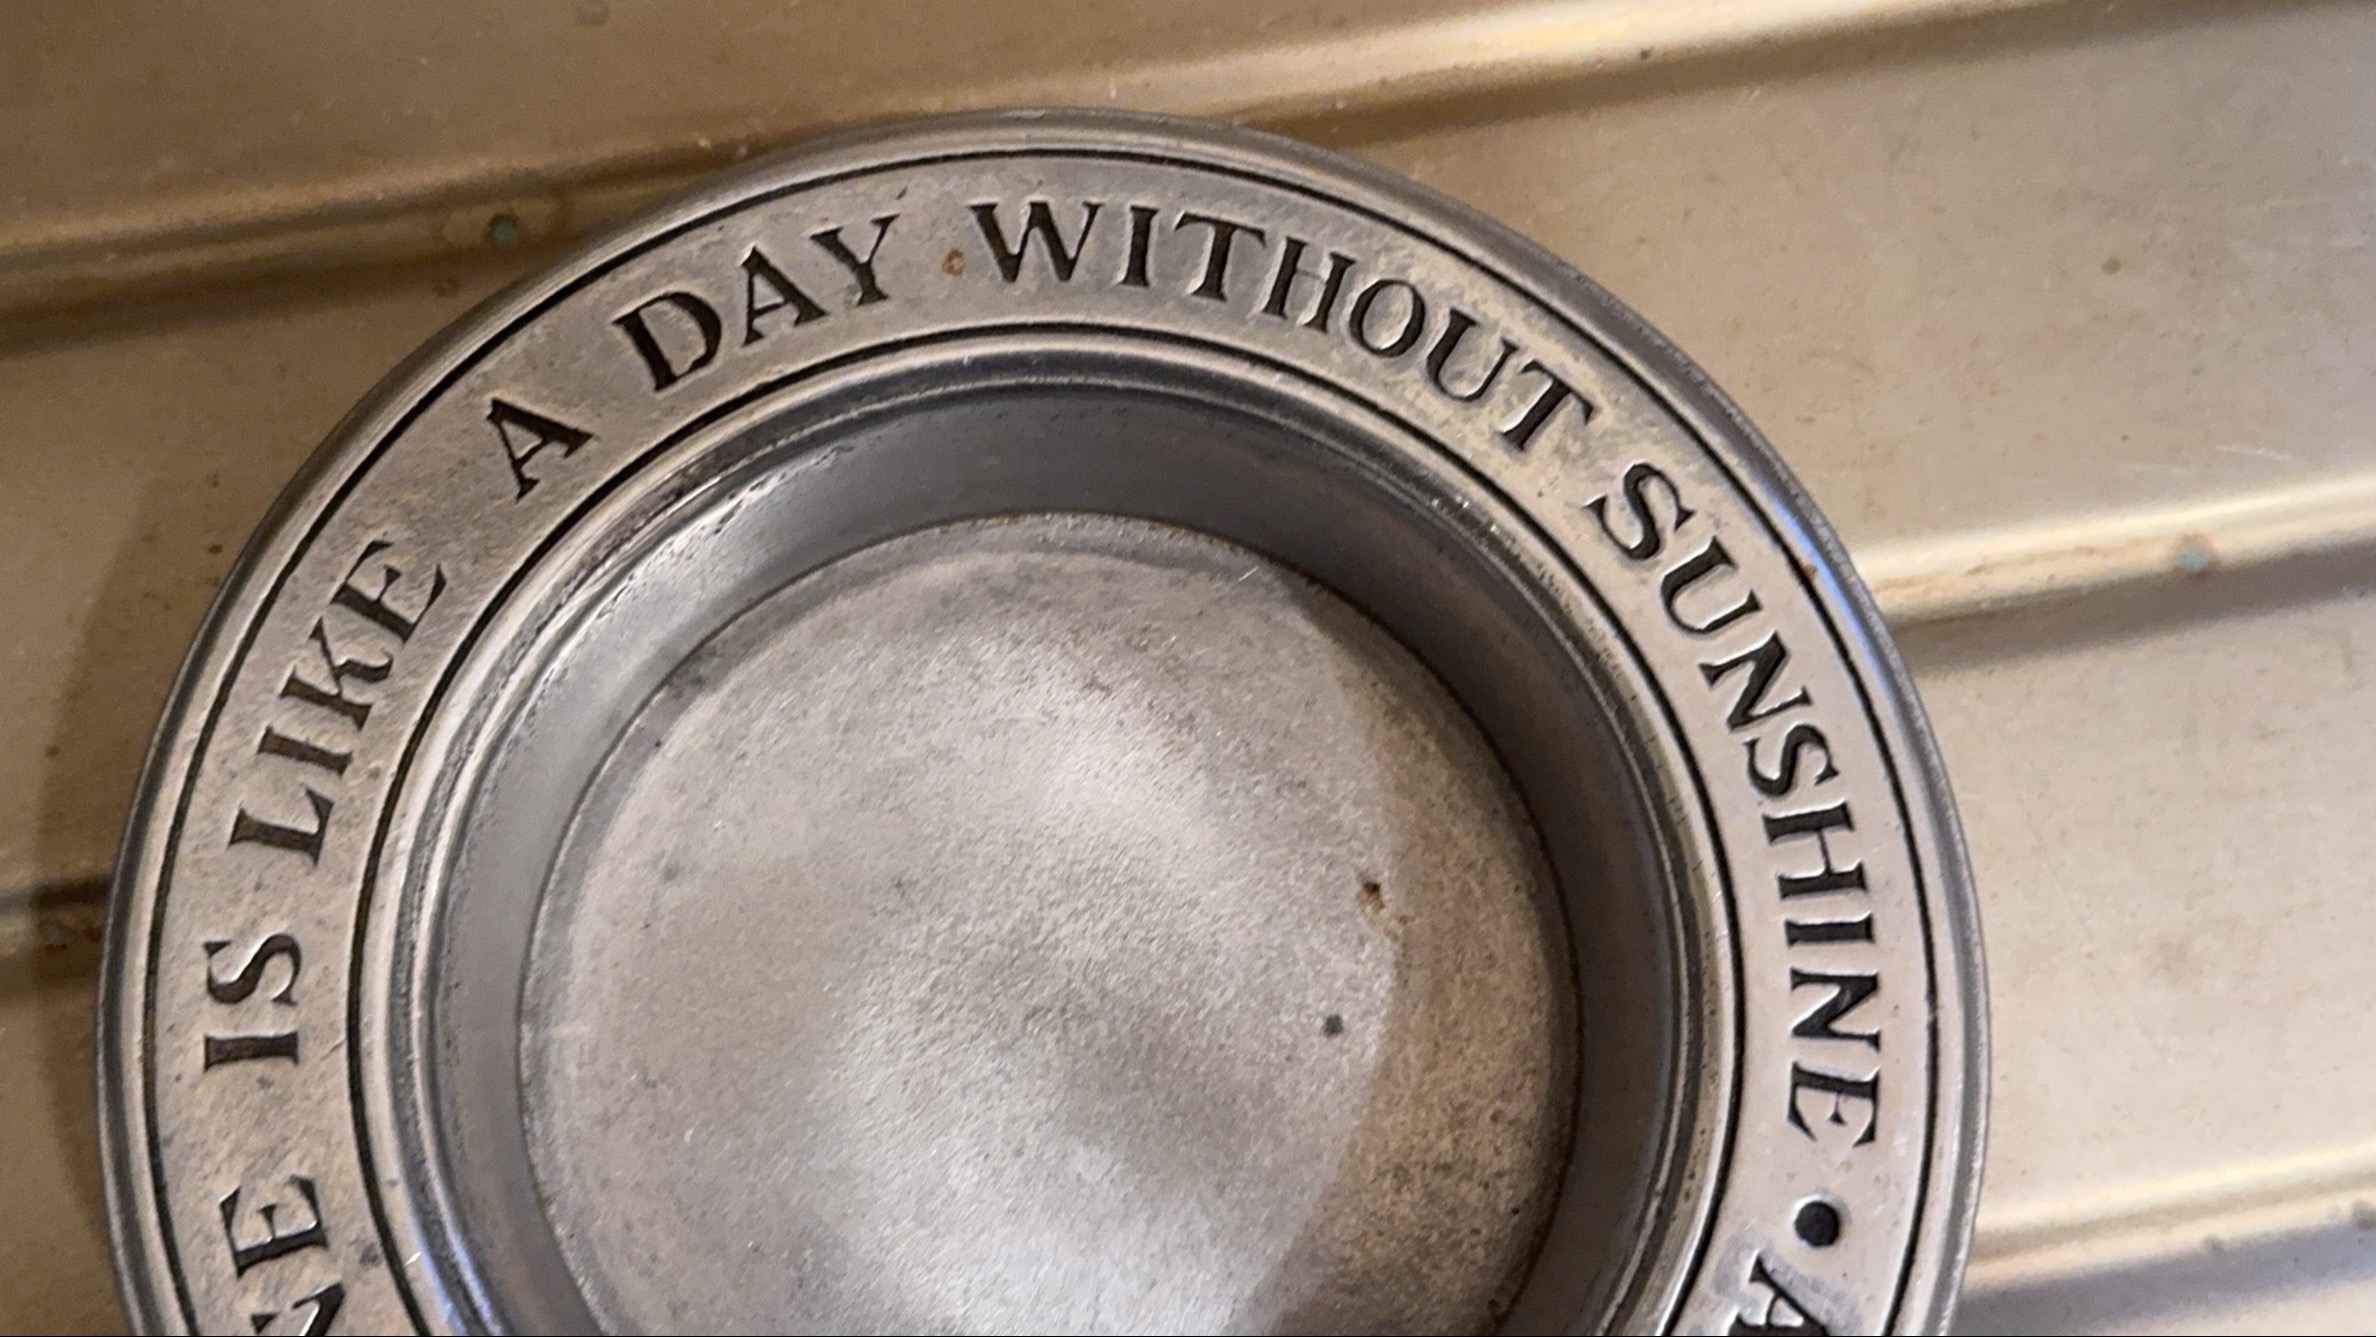 IS LIKE A DAY WITHOUT SUNSHINE •